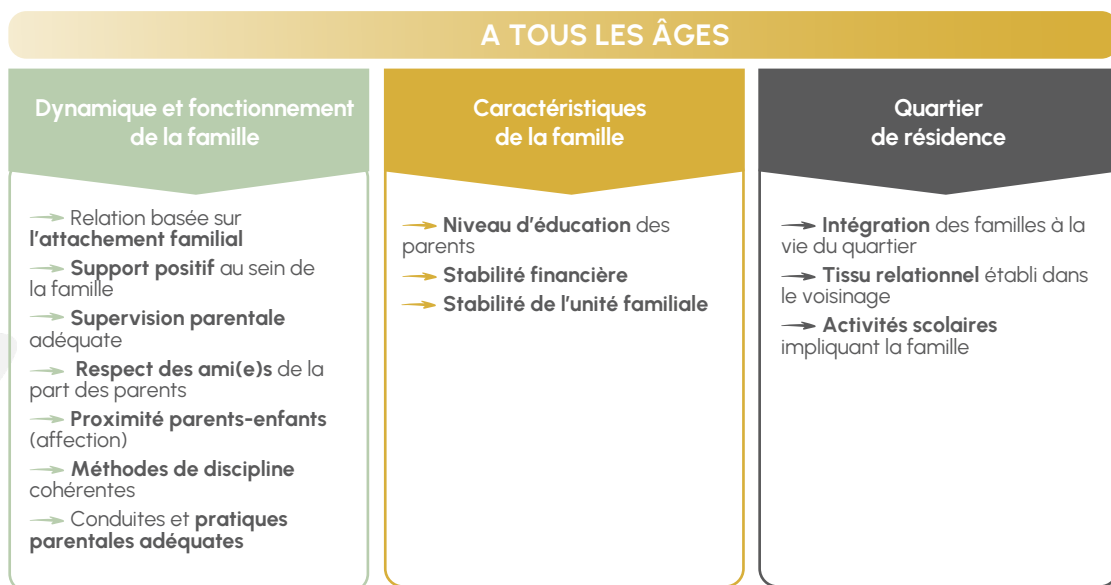 A TOUS LES ÂGES
Dynamique et fonctionnement
de la famille
→ Relation basée sur
l'attachement familial
→ Support positif au sein de
la famille
→ Supervision parentale
adéquate
→ Respect des ami(e)s de la
part des parents
→ Proximité parents-enfants
(affection)
→ Méthodes de discipline
cohérentes
→ Conduites et pratiques
parentales adéquates
Caractéristiques
de la famille
→ Niveau d'éducation des
parents
→ Stabilité financière
→ Stabilité de l'unité familiale
Quartier
de résidence
→ Intégration des familles à la
vie du quartier
→ Tissu relationnel établi dans
le voisinage
→ Activités scolaires
impliquant la famille